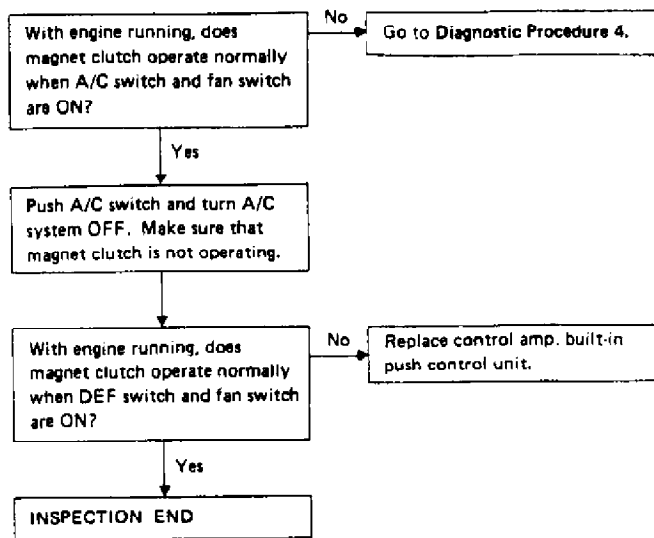 With engine running, does
magnet clutch operate normally
when A/C switch and fan switch
are ON?
No
Go to Diagnostic Procedure 4.
Yes
Push A/C switch and turn A/C
system OFF. Make sure that
magnet clutch is not operating.
With engine running, does
magnet clutch operate normally
when DEF switch and fan switch
are ON?
No
Replace control amp. built-in
push control unit.
Yes
INSPECTION END